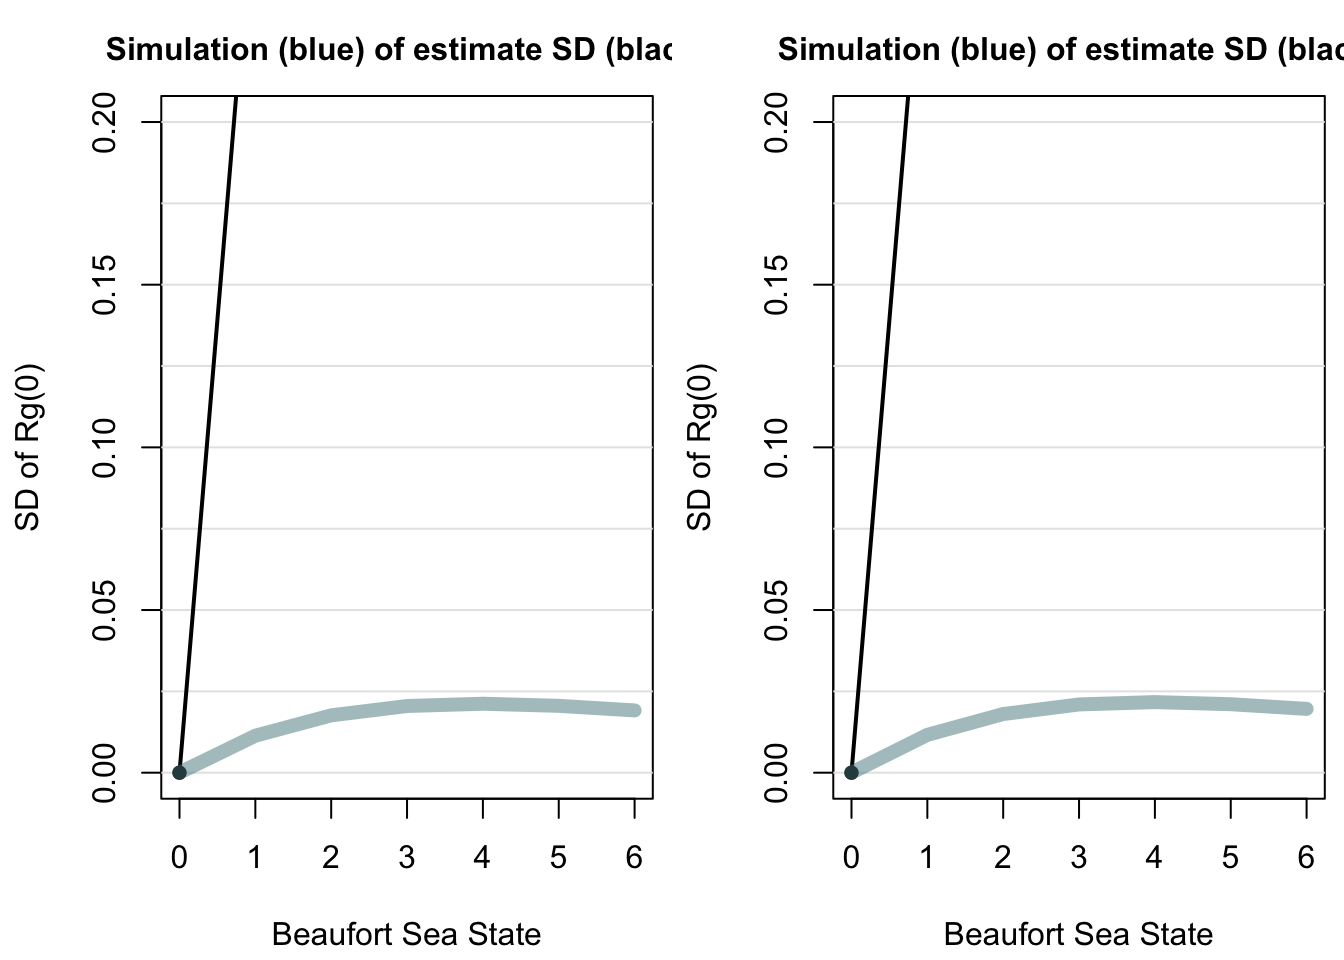 Simulation (blue) of estimate SD (blac
SD of Rg(0)
0.20
0.15
0.10
0.05
0.00
0 1 2 3 4 5 6
Beaufort Sea State
Simulation (blue) of estimate SD (blac
SD of Rg(0)
0.20
0.15
0.10
0.05
0.00
0 1 2 3 4 5 6
Beaufort Sea State